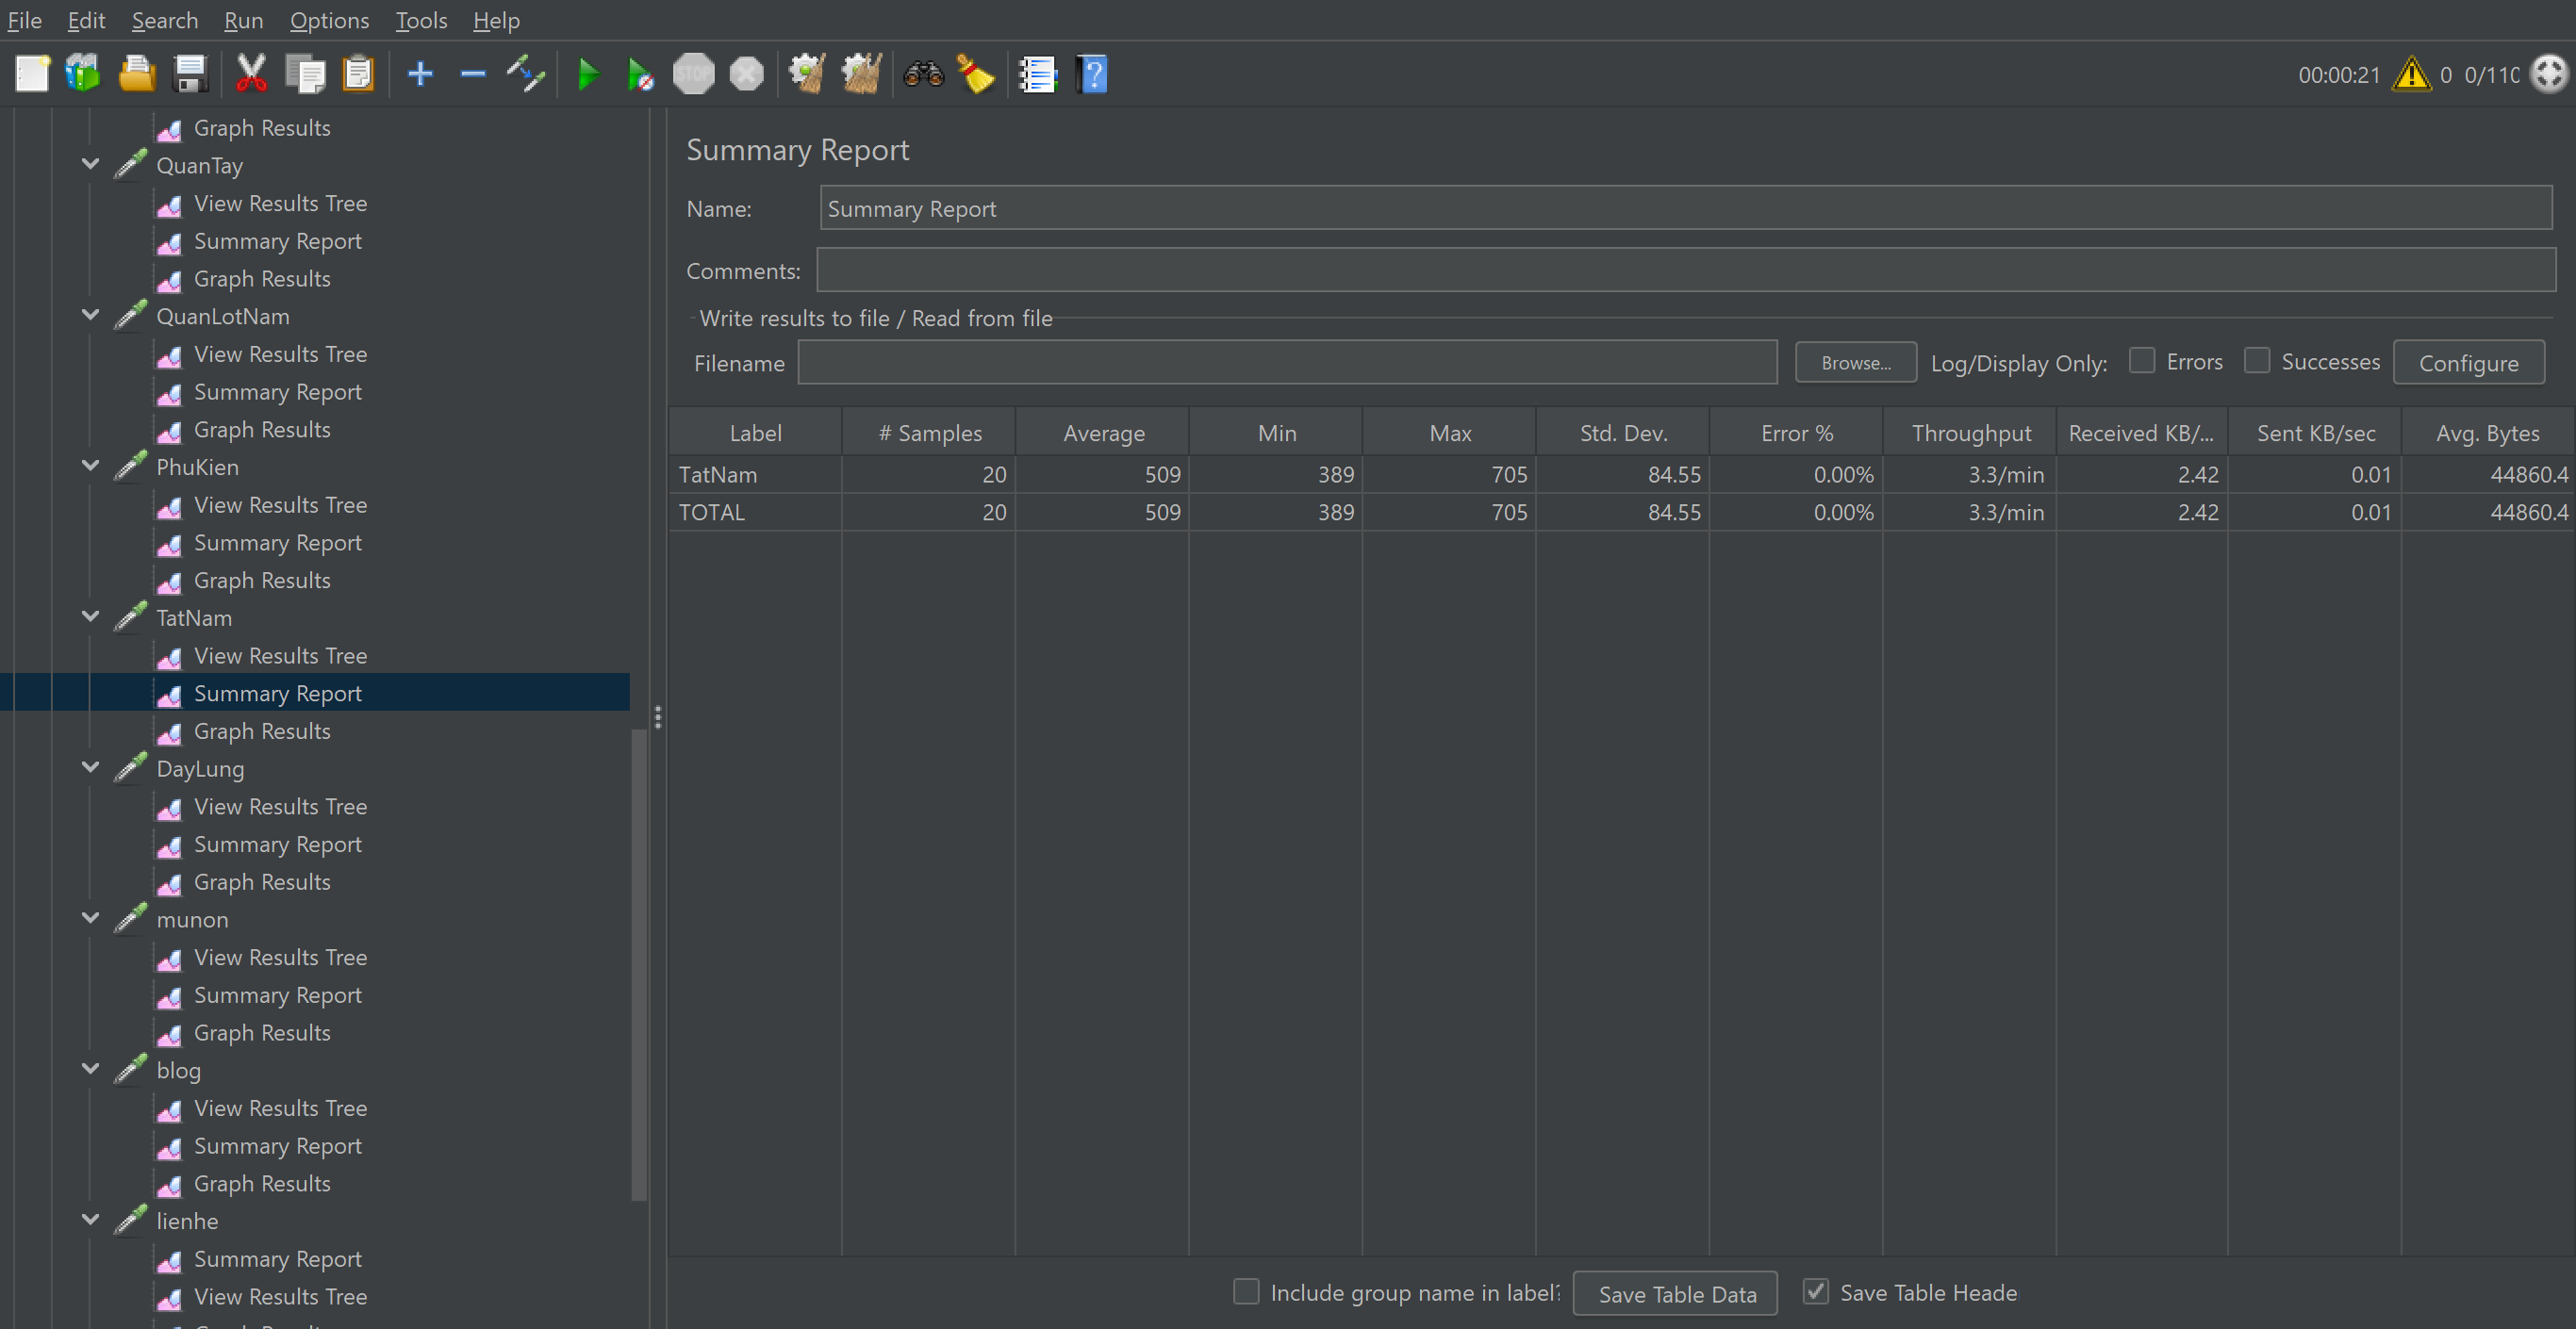 File Edit Search Run Options Tools Help
STOP
00:00:21 0 0/110
Graph Results
QuanTay
View Results Tree
Summary Report
Graph Results
QuanLotNam
View Results Tree
Summary Report
Graph Results
PhuKien
View Results Tree
Summary Report
Graph Results
TatNam
View Results Tree
Summary Report
Graph Results
DayLung
View Results Tree
Summary Report
Graph Results
munon
View Results Tree
Summary Report
Graph Results
blog
View Results Tree
Summary Report
Graph Results
lienhe
Summary Report
View Results Tree
Summary Report
Name: Summary Report
Comments:
Write results to file / Read from file
Filename Browse... Log/Display Only: Errors Successes Configure
Label # Samples Average Min Max Std. Dev. Error % Throughput Received KB/... Sent KB/sec Avg. Bytes
TatNam 20 509 389 705 84.55 0.00% 3.3/min 2.42 0.01 44860.4
TOTAL 20 509 389 705 84.55 0.00% 3.3/min 2.42 0.01 44860.4
Include group name in label? Save Table Data Save Table Heade